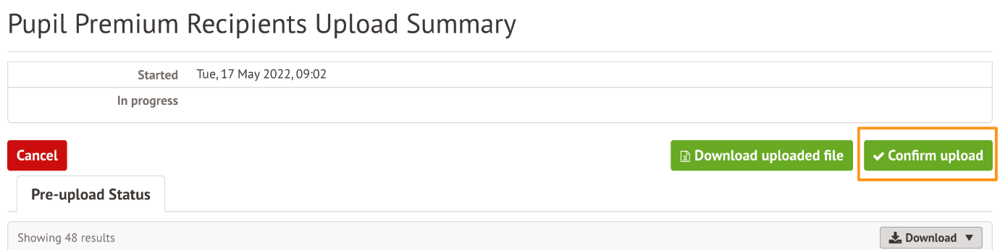 Pupil Premium Recipients Upload Summary
Started Tue, 17 May 2022, 09:02
In progress
Cancel Download uploaded file Confirm upload
Pre-upload Status
Showing 48 results Download